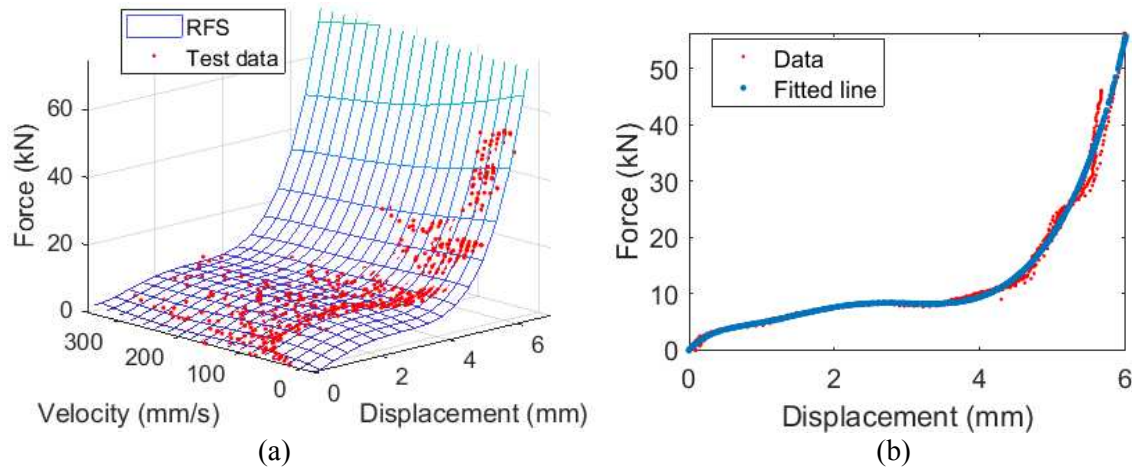 RFS
Test data
60
40
20
0
Force (kN)
300
200
100
0
Velocity (mm/s)
0
2
4
6
Displacement (mm)
(a)
Data
Fitted line
50
40
30
20
10
0
Force (kN)
0
2
4
6
Displacement (mm)
(b)